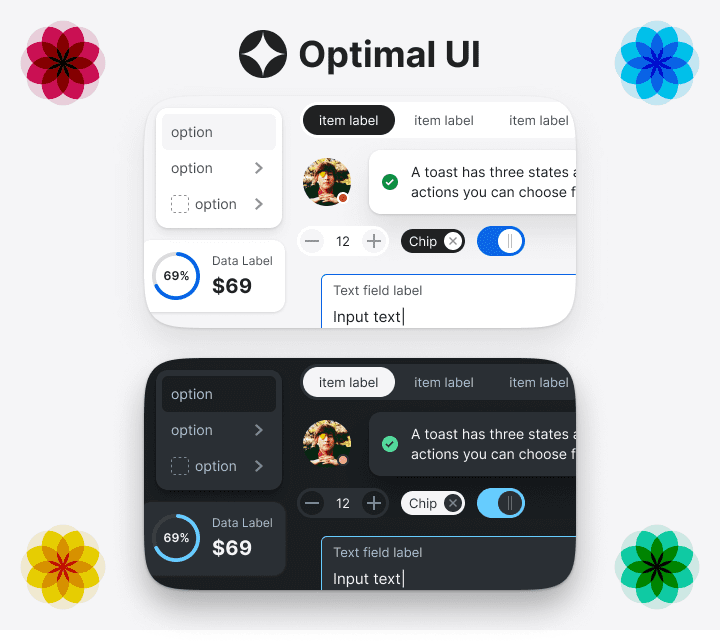 Optimal UI
option
option
option
69%
Data Label
$69
item label
item label
item label
A toast has three states
actions you can choose
12
Chip
Text field label
Input text
option
option
option
69%
Data Label
$69
item label
item label
item label
A toast has three states
actions you can choose
12
Chip
Text field label
Input text